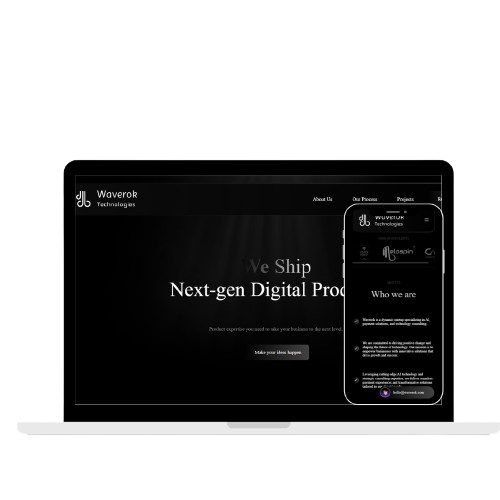 Waverok
Technologies
About Us
Our Process
Projects
We Ship
Next-gen Digital Prod
Product expertise you need to take your business to the next level.
Make your ideas happen
Waverok
Technologies
Melospin
Who we are
Waverok is a dynamic startup specializing in AI,
payment solutions, and technology consulting.
We are committed to driving positive change and
shaping the future of technology. Our mission is to
empower businesses with innovative solutions that
drive growth and success.
Leveraging cutting-edge AI technology and
strategic consulting expertise, we deliver seamless
payment experiences and transformative solutions
tailored to
hello@waverok.com